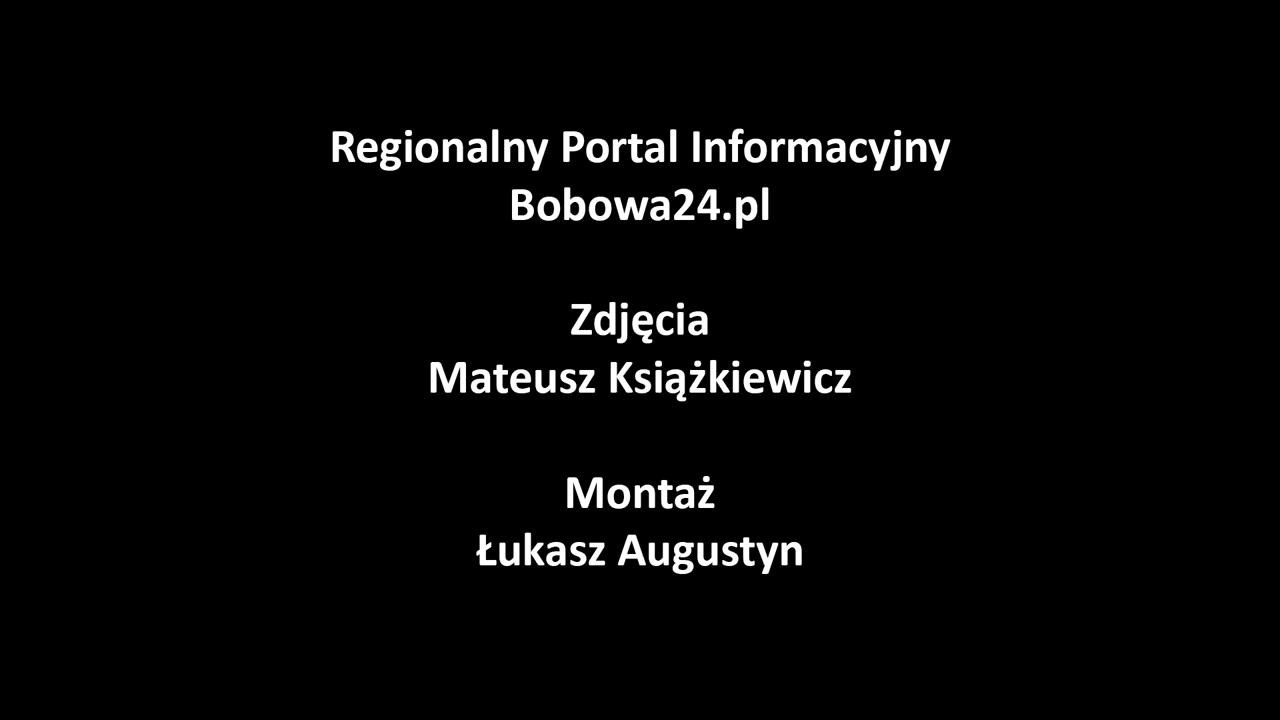 Regionalny Portal Informacyjny
Bobowa24.pl
Zdjęcia
Mateusz Książkiewicz
Montaż
Łukasz Augustyn